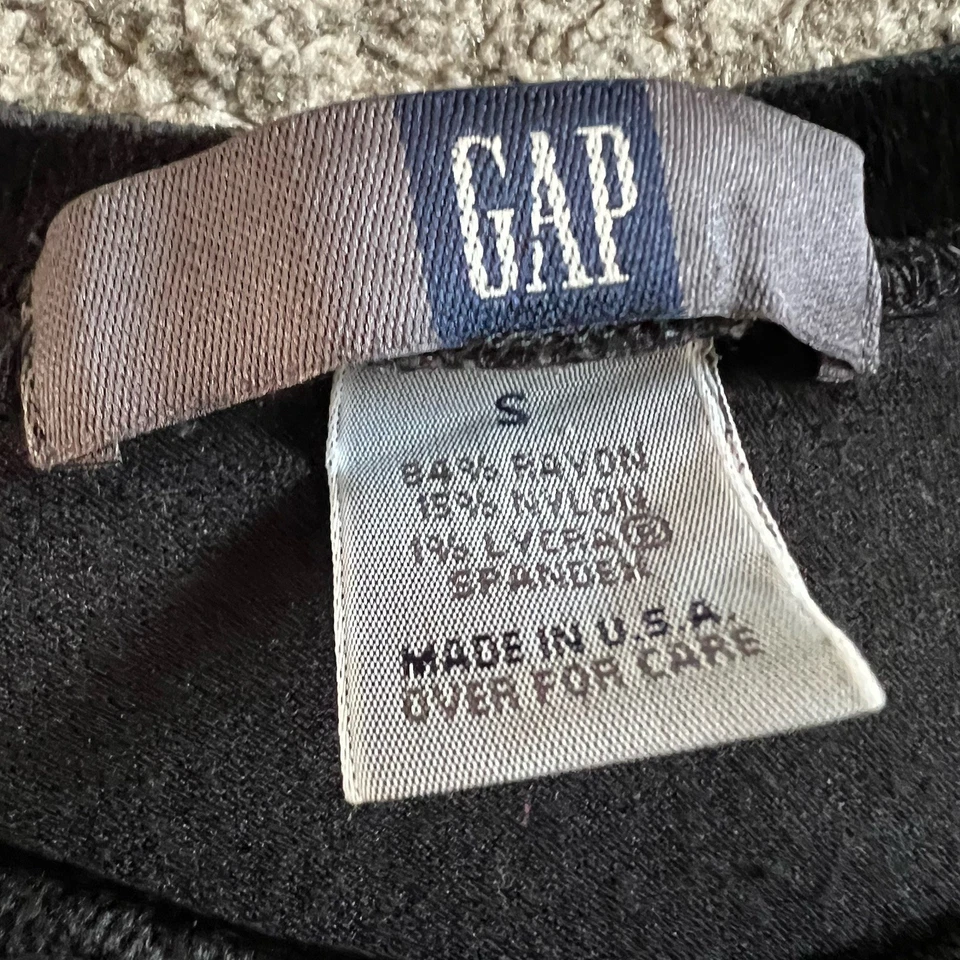 GAP
S
84% RAYON
15% NYLON
1% LYCRA®
SPANDEX
MADE IN U.S.A.
OVER FOR CARE